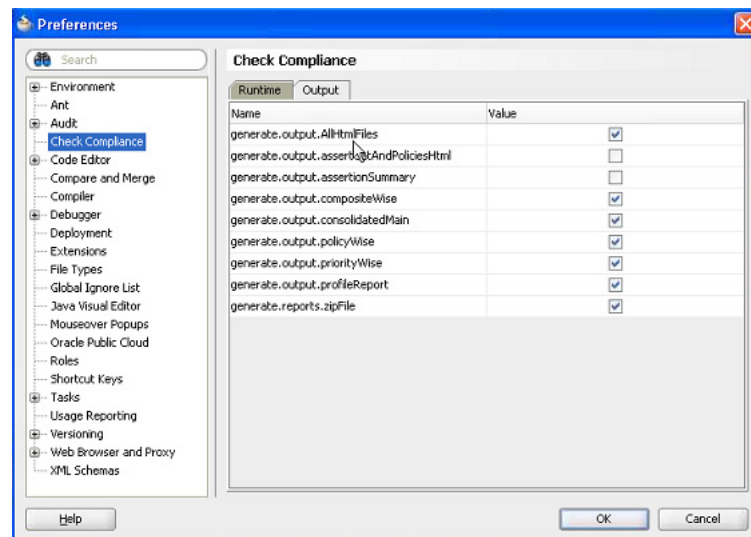 Preferences
Search
Environment
Ant
Audit
Check Compliance
Code Editor
Compare and Merge
Compiler
Debugger
Deployment
Extensions
File Types
Global Ignore List
Java Visual Editor
Mouseover Popups
Oracle Public Cloud
Roles
Shortcut Keys
Tasks
Usage Reporting
Versioning
Web Browser and Proxy
XML Schemas
Check Compliance
Runtime Output
Name Value
generate.output.AllHtmlFiles
generate.output.assertCatAndPoliciesHtml
generate.output.assertionSummary
generate.output.compositeWise
generate.output.consolidatedMain
generate.output.policyWise
generate.output.priorityWise
generate.output.profileReport
generate.reports.zipFile
Help OK Cancel